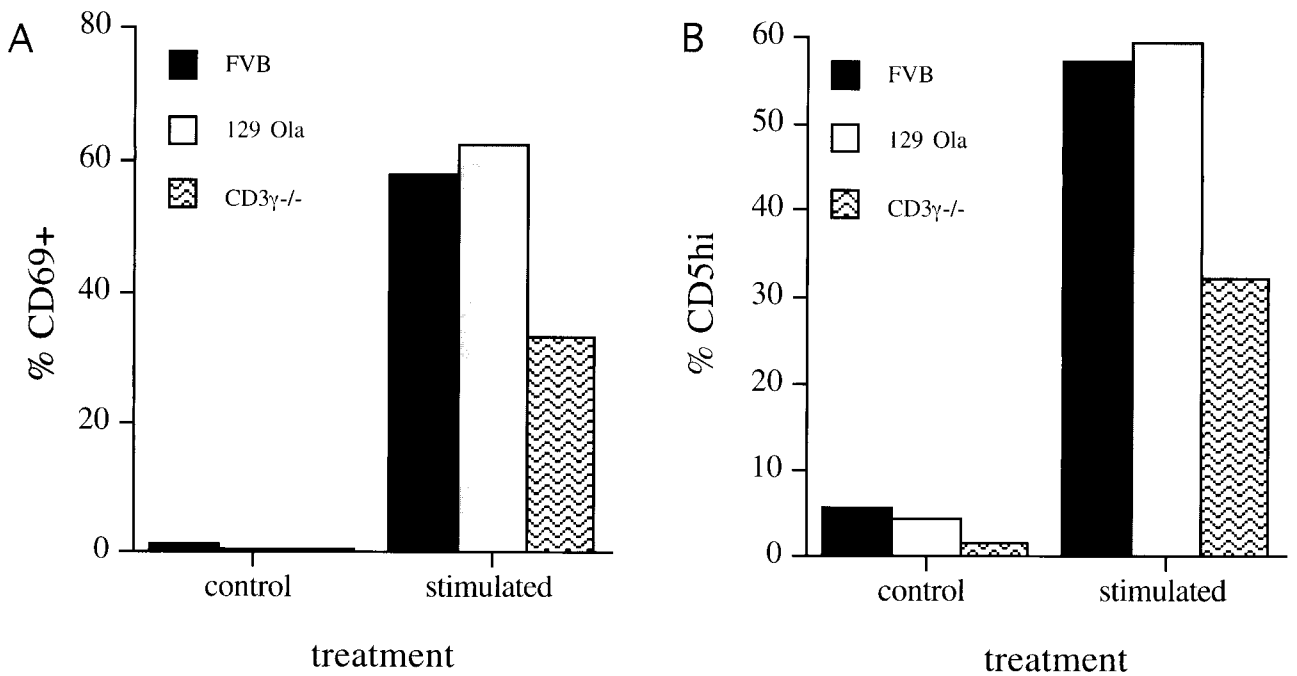 A
80
60
40
20
0
% CD69+
FVB
129 Ola
CD3γ-/-
control
stimulated
treatment
B
60
50
40
30
20
10
0
% CD5hi
FVB
129 Ola
CD3γ-/-
control
stimulated
treatment